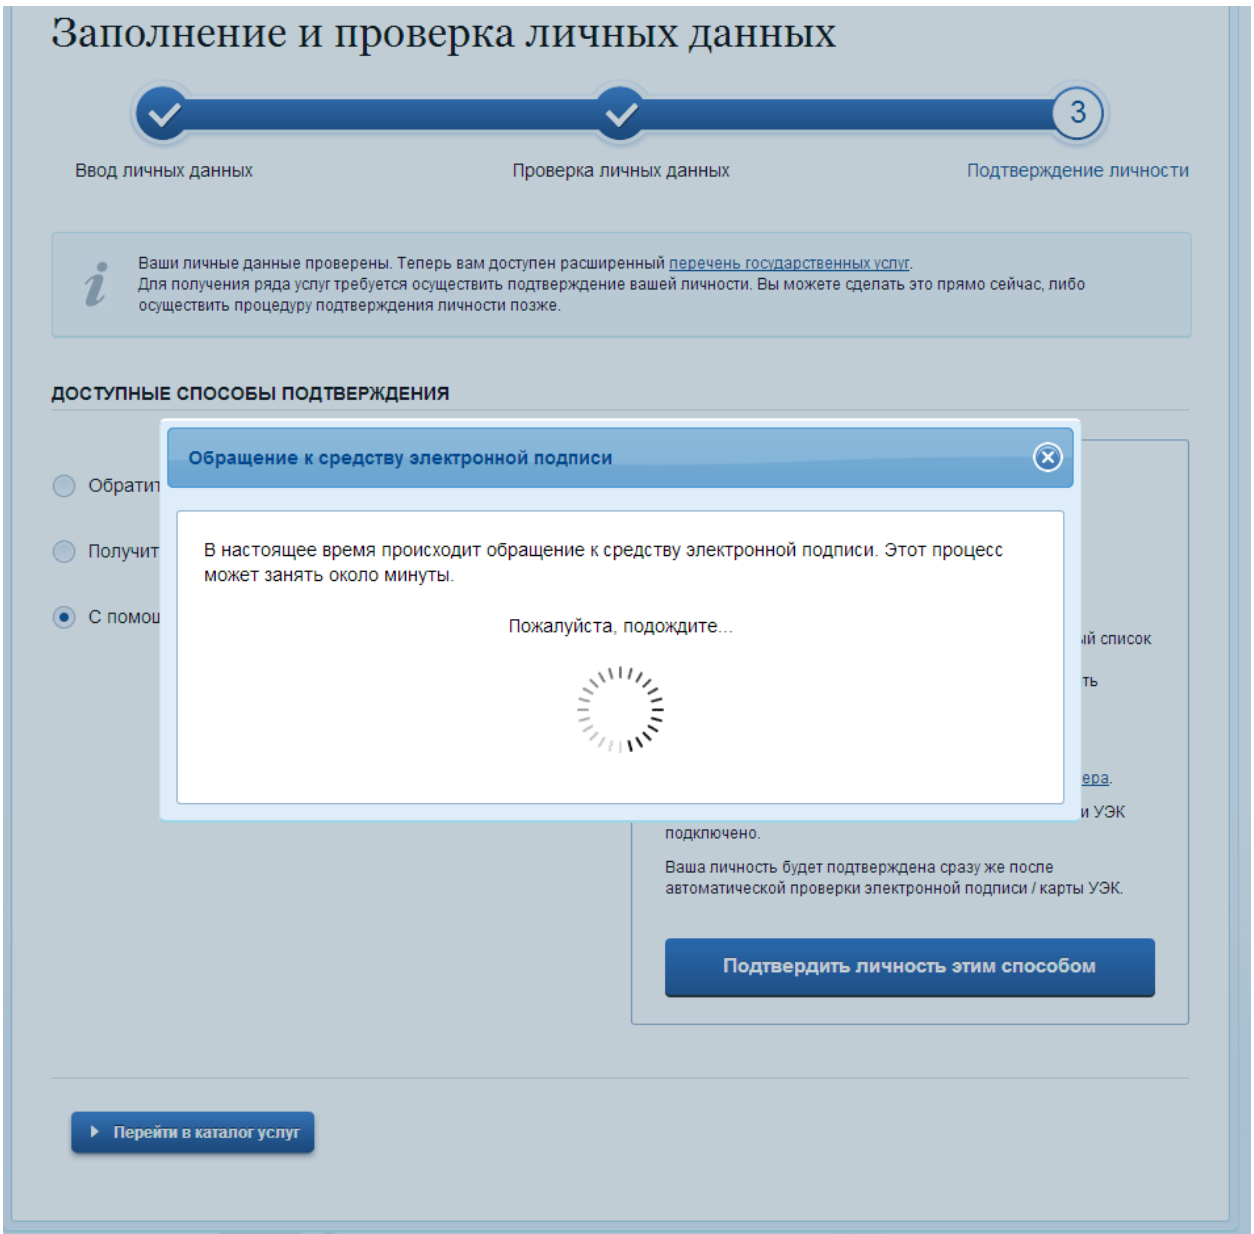 Заполнение и проверка личных данных
3
Ввод личных данных
Проверка личных данных
Подтверждение личности
Ваши личные данные проверены. Теперь вам доступен расширенный перечень государственных услуг.
Для получения ряда услуг требуется осуществить подтверждение вашей личности. Вы можете сделать это прямо сейчас, либо
осуществить процедуру подтверждения личности позже.
ДОСТУПНЫЕ СПОСОБЫ ПОДТВЕРЖДЕНИЯ
Обращение к средству электронной подписи
Обратит
Получит
С помощ
В настоящее время происходит обращение к средству электронной подписи. Этот процесс
может занять около минуты.
Пожалуйста, подождите...
ый список
ть
ера.
и УЭК
подключено.
Ваша личность будет подтверждена сразу же после
автоматической проверки электронной подписи / карты УЭК.
Подтвердить личность этим способом
Перейти в каталог услуг